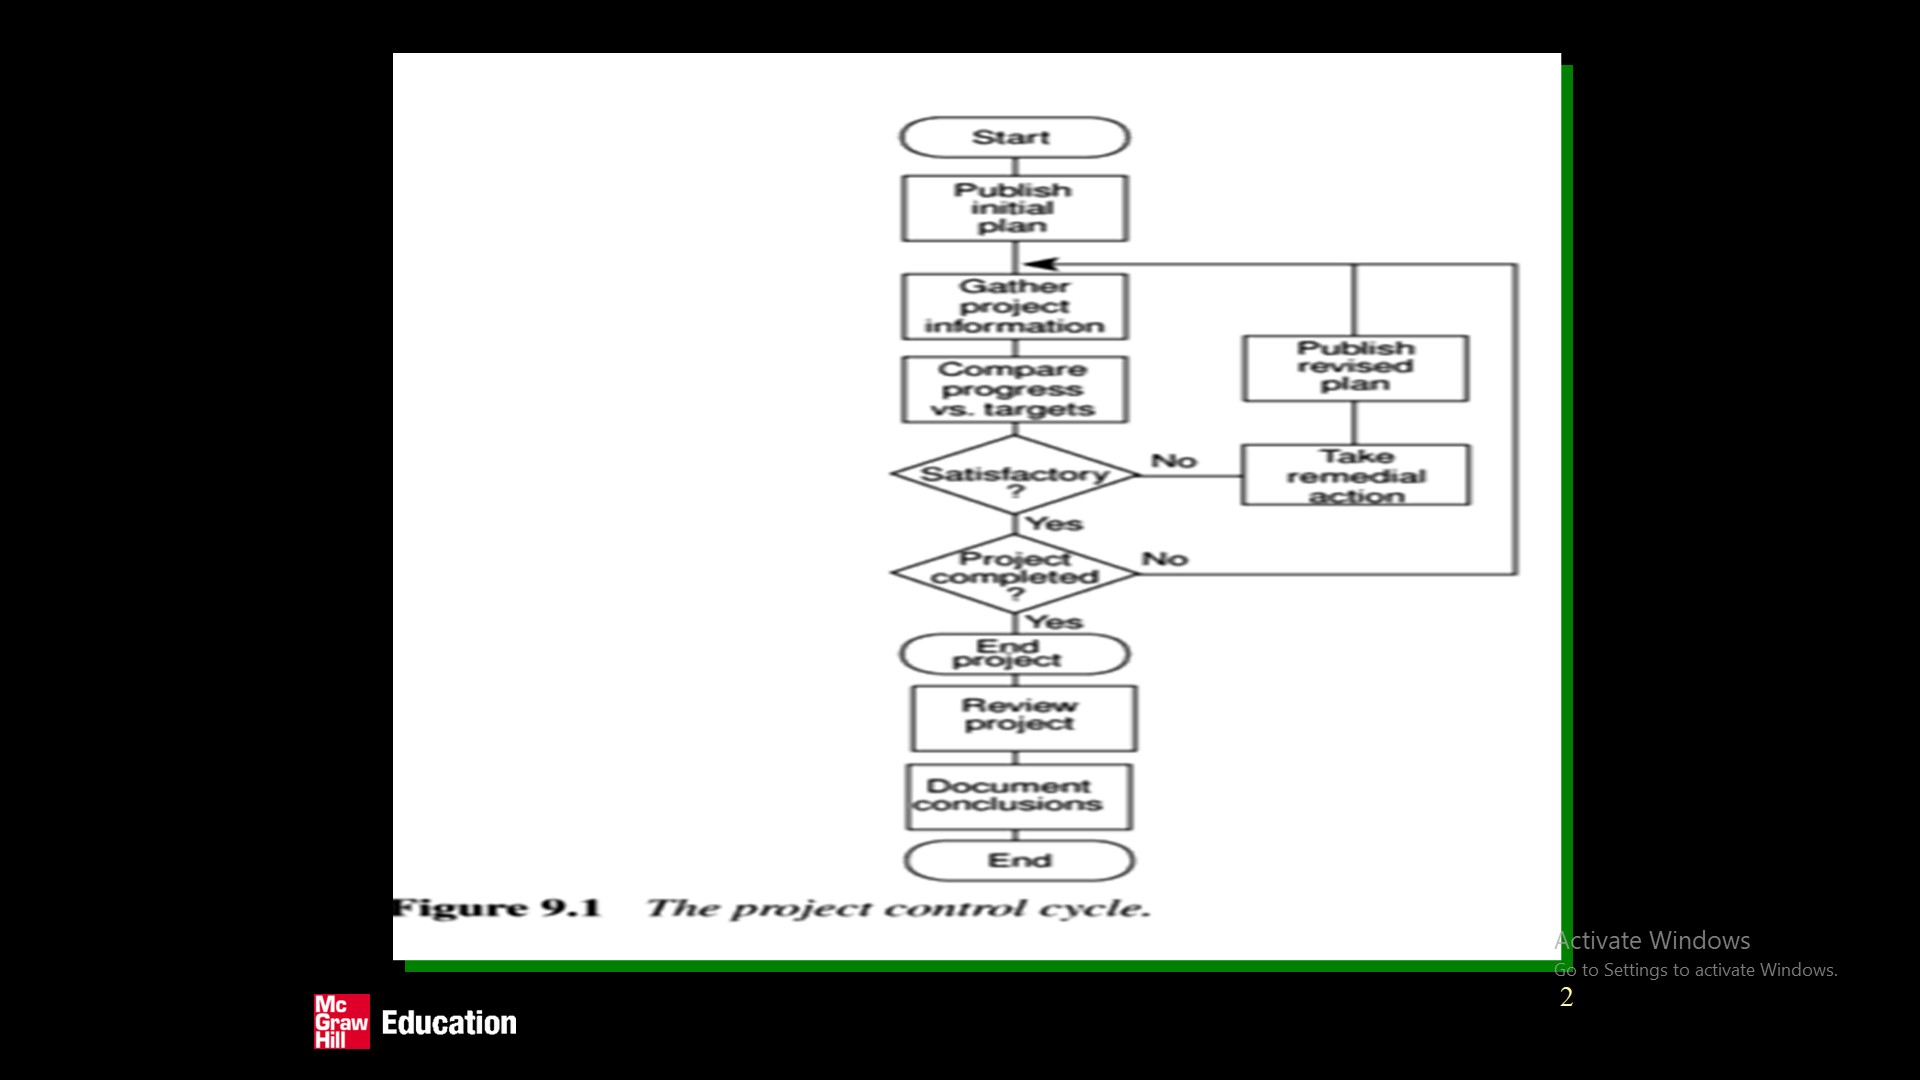 Start
Publish
initial
plan
Gather
project
information
Compare
progress
vs. targets
Satisfactory
?
No
Take
remedial
action
Publish
revised
plan
Yes
Project
completed
?
No
Yes
End
project
Review
project
Document
conclusions
End
Figure 9.1 The project control cycle.
Activate Windows
Go to Settings to activate Windows.
2
Mc
Graw
Hill
Education